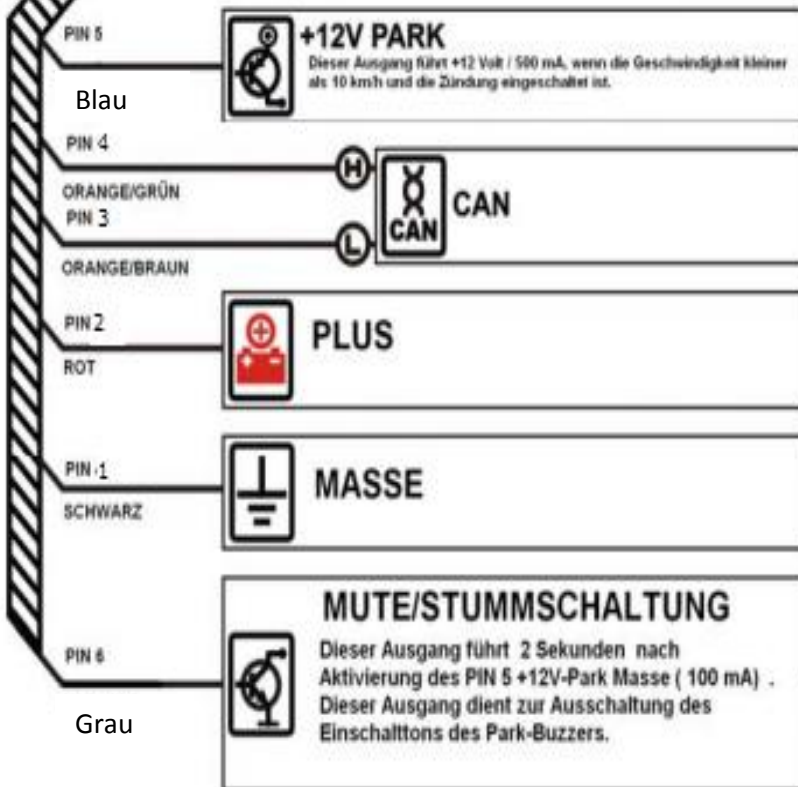 PIN 5
+12V PARK
Dieser Ausgang führt +12 Volt / 500 mA, wenn die Geschwindigkeit kleiner
als 10 km/h und die Zündung eingeschaltet ist.
Blau
PIN 4
H
ORANGE/GRÜN
PIN 3
CAN
CAN
L
ORANGE/BRAUN
PIN 2
PLUS
ROT
PIN 1
MASSE
SCHWARZ
MUTE/STUMMSCHALTUNG
PIN 6
Dieser Ausgang führt 2 Sekunden nach
Aktivierung des PIN 5 +12V-Park Masse ( 100 mA) .
Dieser Ausgang dient zur Ausschaltung des
Einschalttons des Park-Buzzers.
Grau